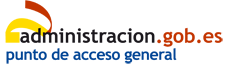 administracion.gob.es
punto de acceso general